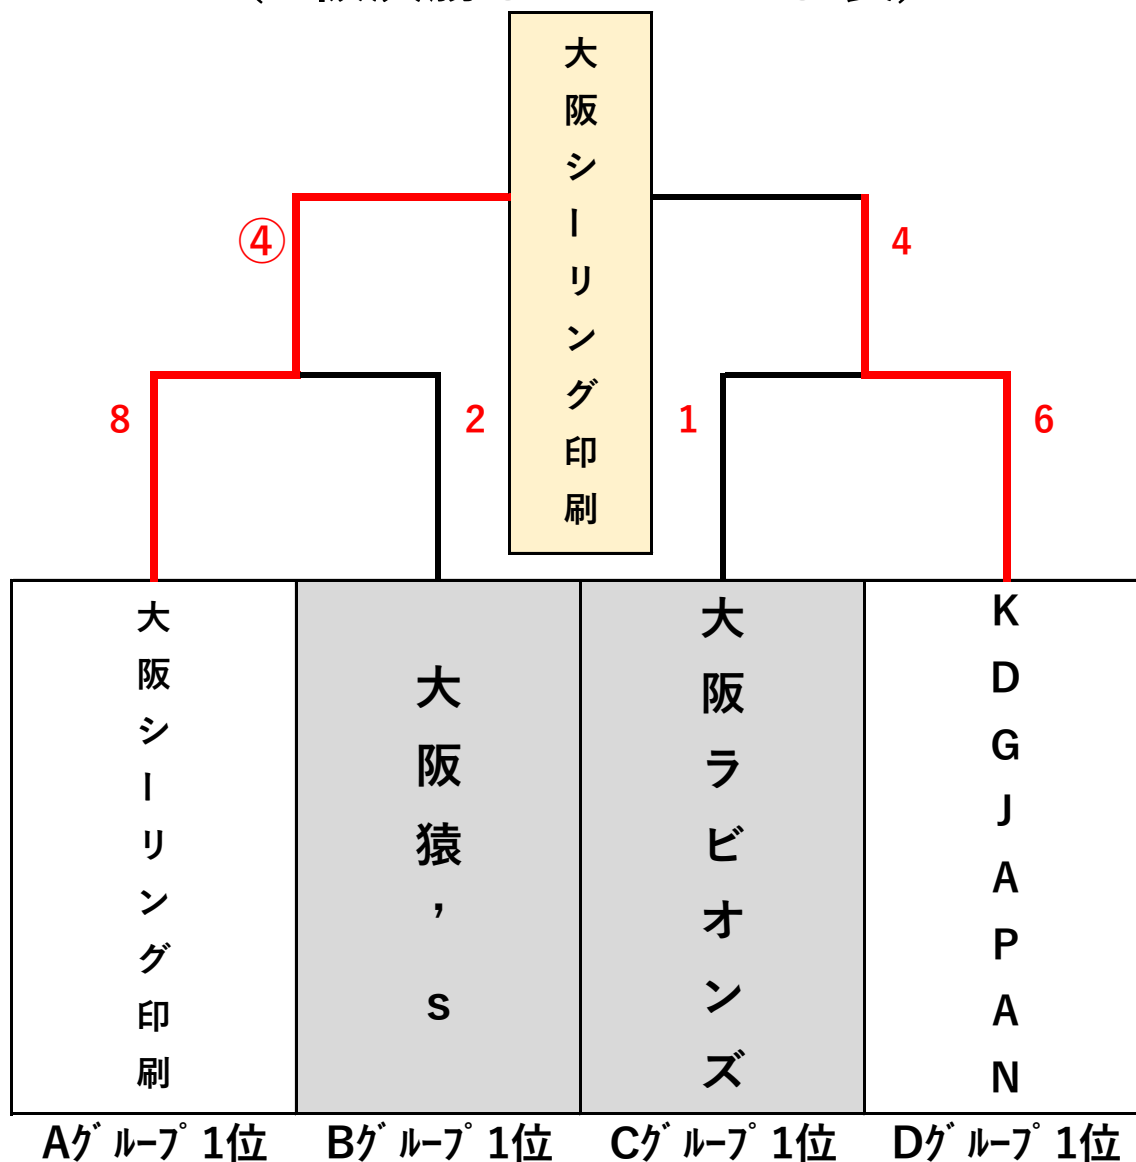 大阪シーリング印刷
④
4
8
2
1
6
大阪シーリング印刷
大阪猿’s
大阪ラビオンズ
KDGJAPAN
Aｸﾞﾙｰﾌﾟ1位
Bｸﾞﾙｰﾌﾟ1位
Cｸﾞﾙｰﾌﾟ1位
Dｸﾞﾙｰﾌﾟ1位